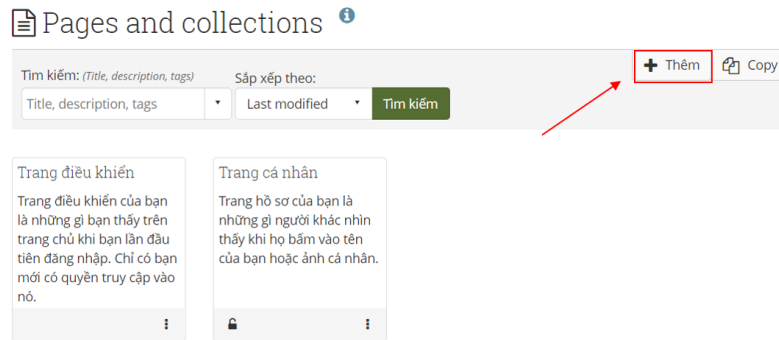 Pages and collections
Thêm
Copy
Tìm kiếm: (Title, description, tags)
Sắp xếp theo:
Title, description, tags
Last modified
Tìm kiếm
Trang điều khiển
Trang điều khiển của bạn
là những gì bạn thấy trên
trang chủ khi bạn lần đầu
tiên đăng nhập. Chỉ có bạn
mới có quyền truy cập vào
nó.
Trang cá nhân
Trang hồ sơ của bạn là
những gì người khác nhìn
thấy khi họ bấm vào tên
của bạn hoặc ảnh cá nhân.